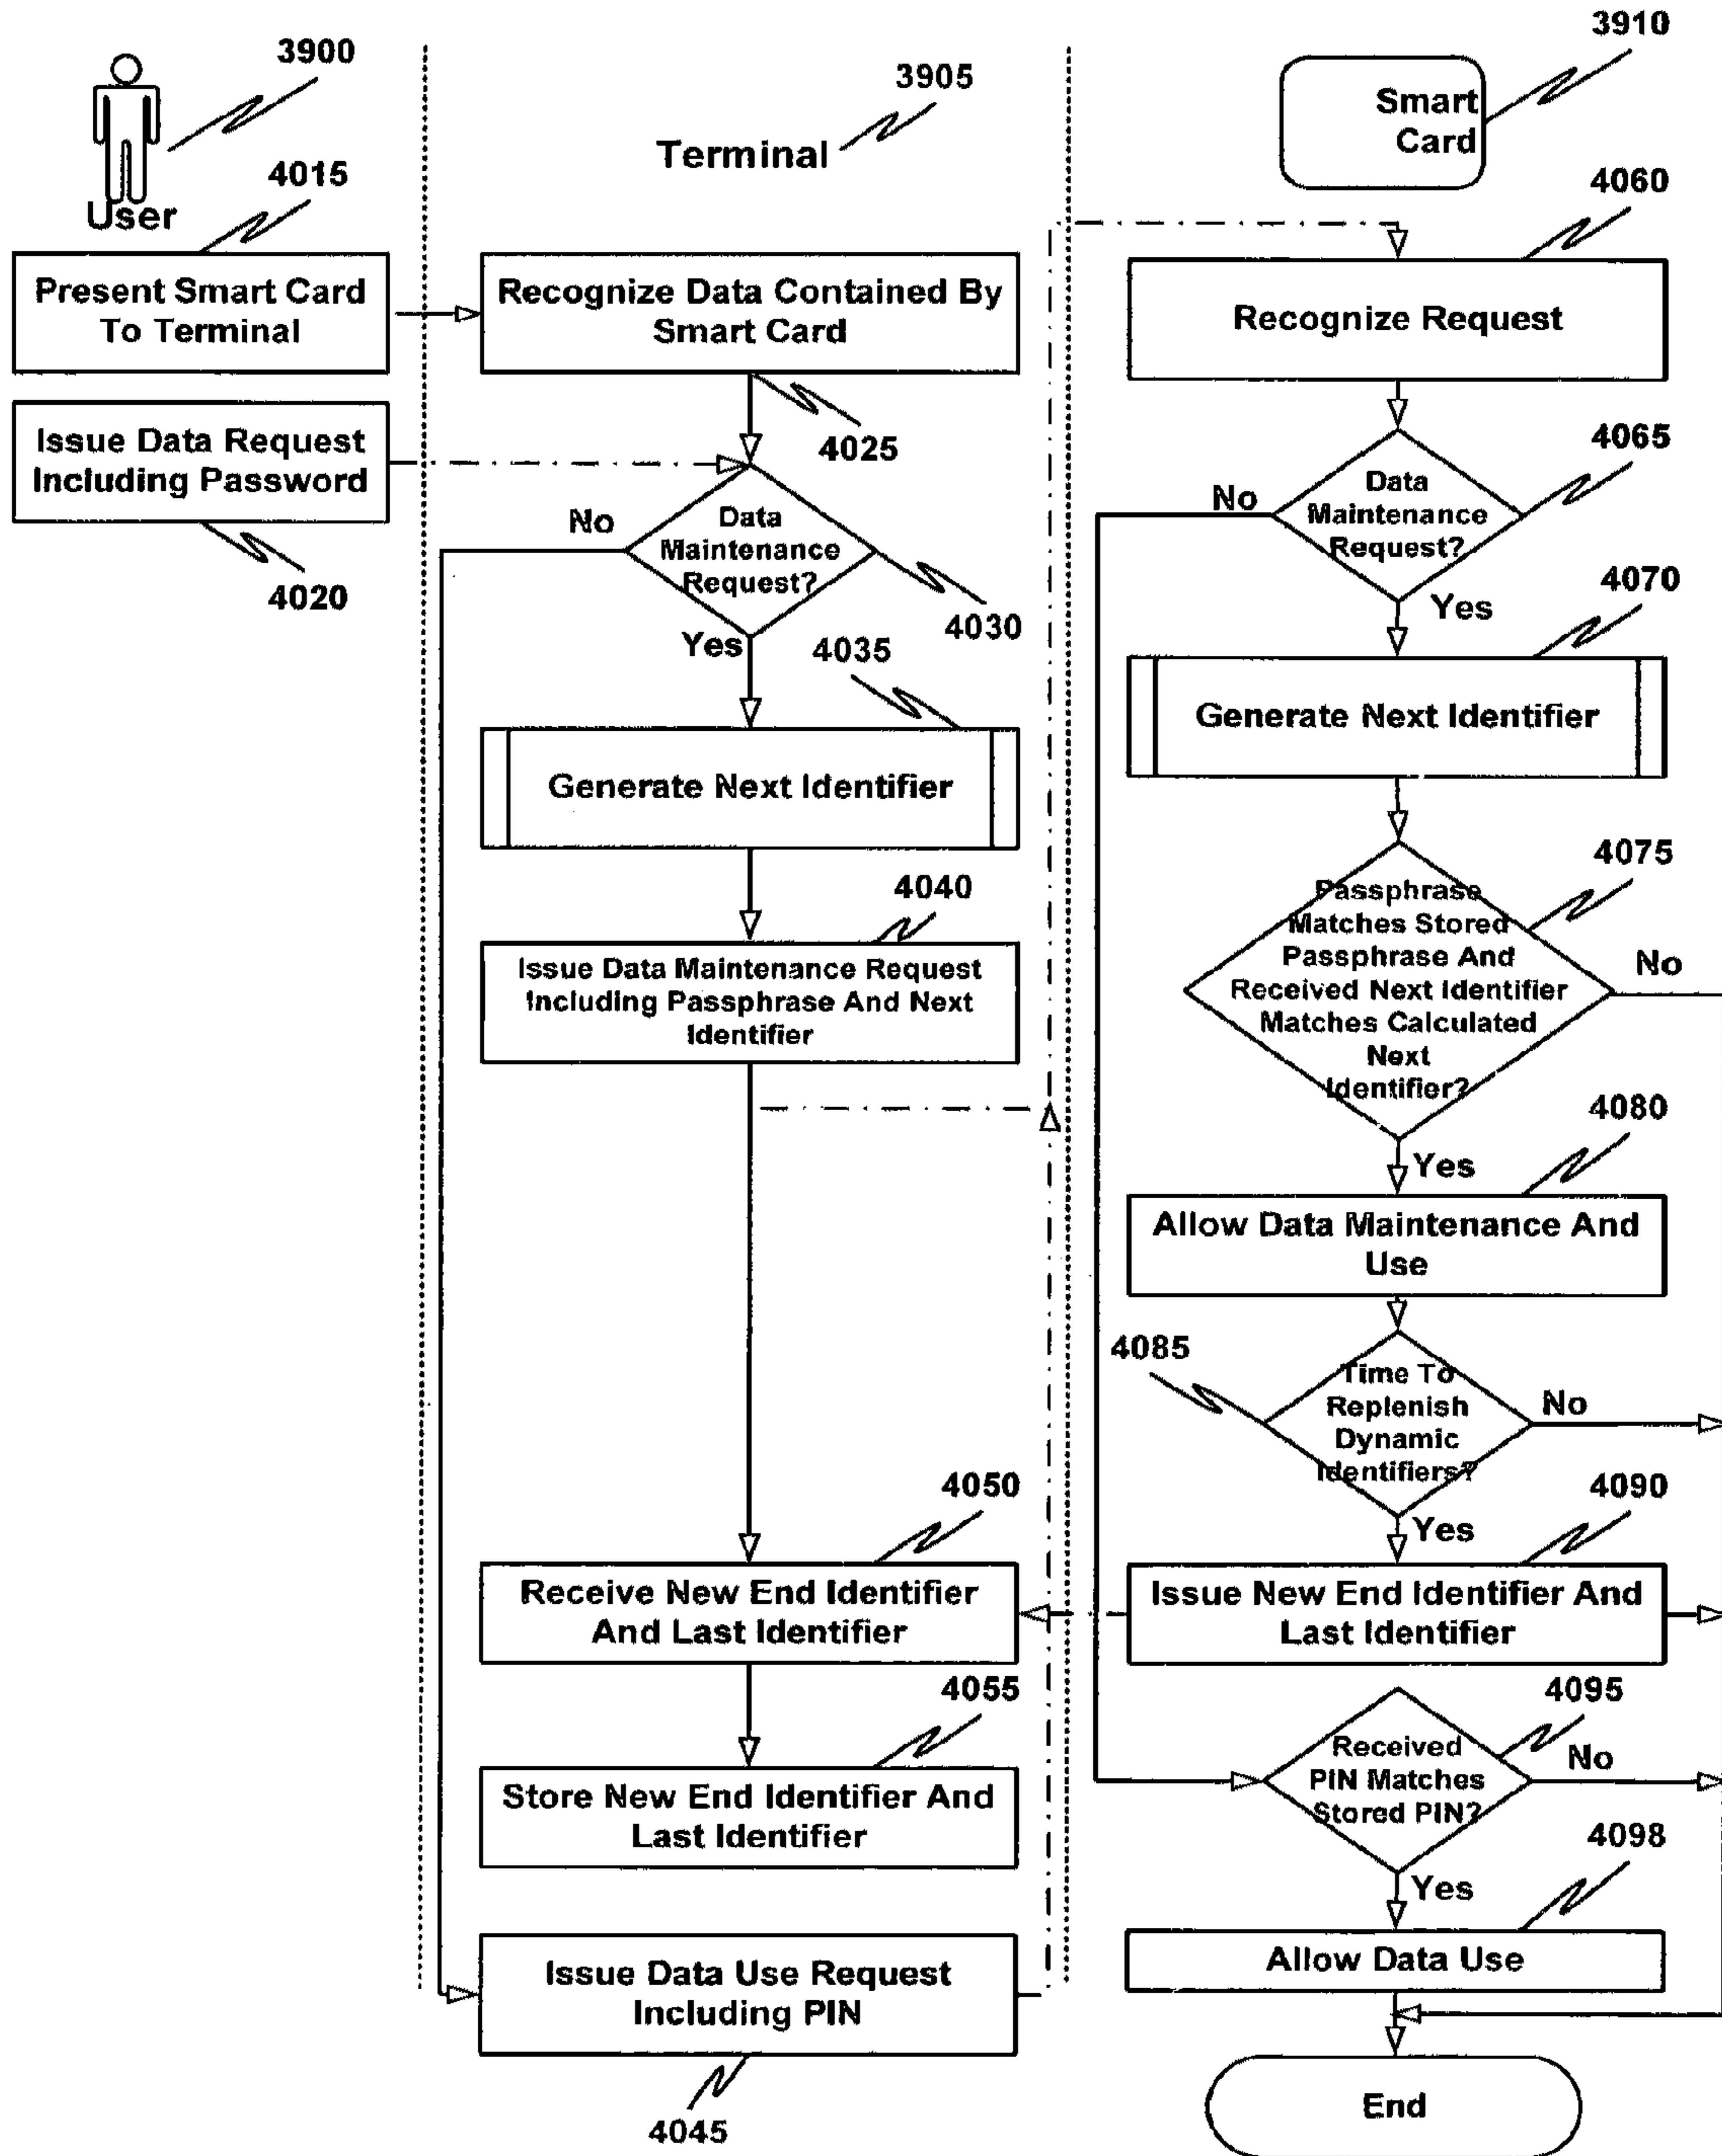 3900
User
4015
Present Smart Card
To Terminal
Issue Data Request
Including Password
4020
3905
Terminal
Recognize Data Contained By
Smart Card
4025
No
Data
Maintenance
Request?
4030
Yes
4035
Generate Next Identifier
4040
Issue Data Maintenance Request
Including Passphrase And Next
Identifier
4050
Receive New End Identifier
And Last Identifier
4055
Store New End Identifier And
Last Identifier
Issue Data Use Request
Including PIN
4045
3910
Smart
Card
4060
Recognize Request
4065
No
Data
Maintenance
Request?
Yes
4070
Generate Next Identifier
4075
Passphrase
Matches Stored
Passphrase And
Received Next Identifier
Matches Calculated
Next
Identifier?
No
4080
Yes
Allow Data Maintenance And
Use
4085
Time To
Replenish
Dynamic
Identifiers?
No
4090
Yes
Issue New End Identifier And
Last Identifier
4095
Received
PIN Matches
Stored PIN?
No
4098
Yes
Allow Data Use
End